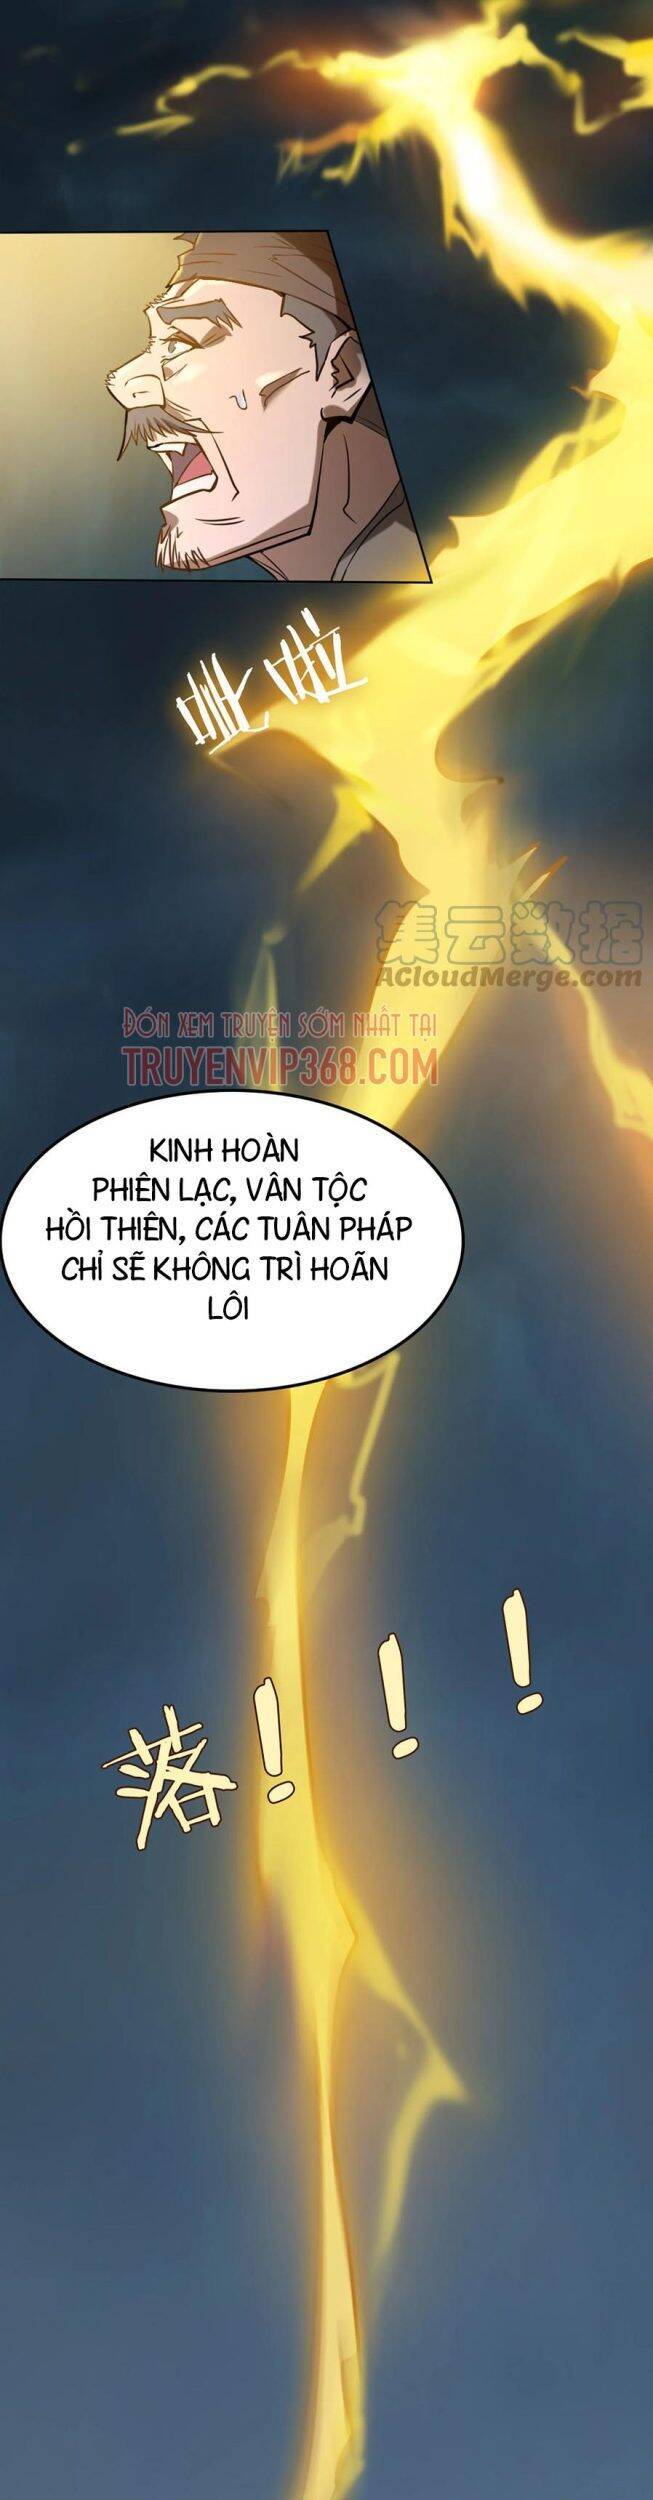 呲啦
集云数据
ACloudMerge.com
ĐÓN XEM TRUYỆN SỚM NHẤT TẠI
TRUYENVIP368.COM
KINH HOÀN
PHIÊN LẠC, VÂN TỘC
HỒI THIÊN, CÁC TUÂN PHÁP
CHỈ SẼ KHÔNG TRÌ HOÃN
LÔI
落!!!